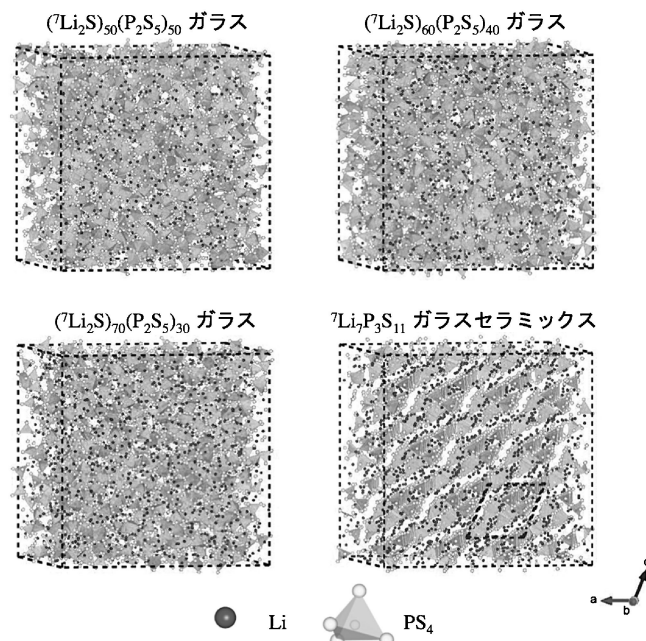 (⁷Li₂S)₅₀(P₂S₅)₅₀ ガラス
(⁷Li₂S)₆₀(P₂S₅)₄₀ ガラス
(⁷Li₂S)₇₀(P₂S₅)₃₀ ガラス
⁷Li₇P₃S₁₁ ガラスセラミックス
a
b
Li
PS₄